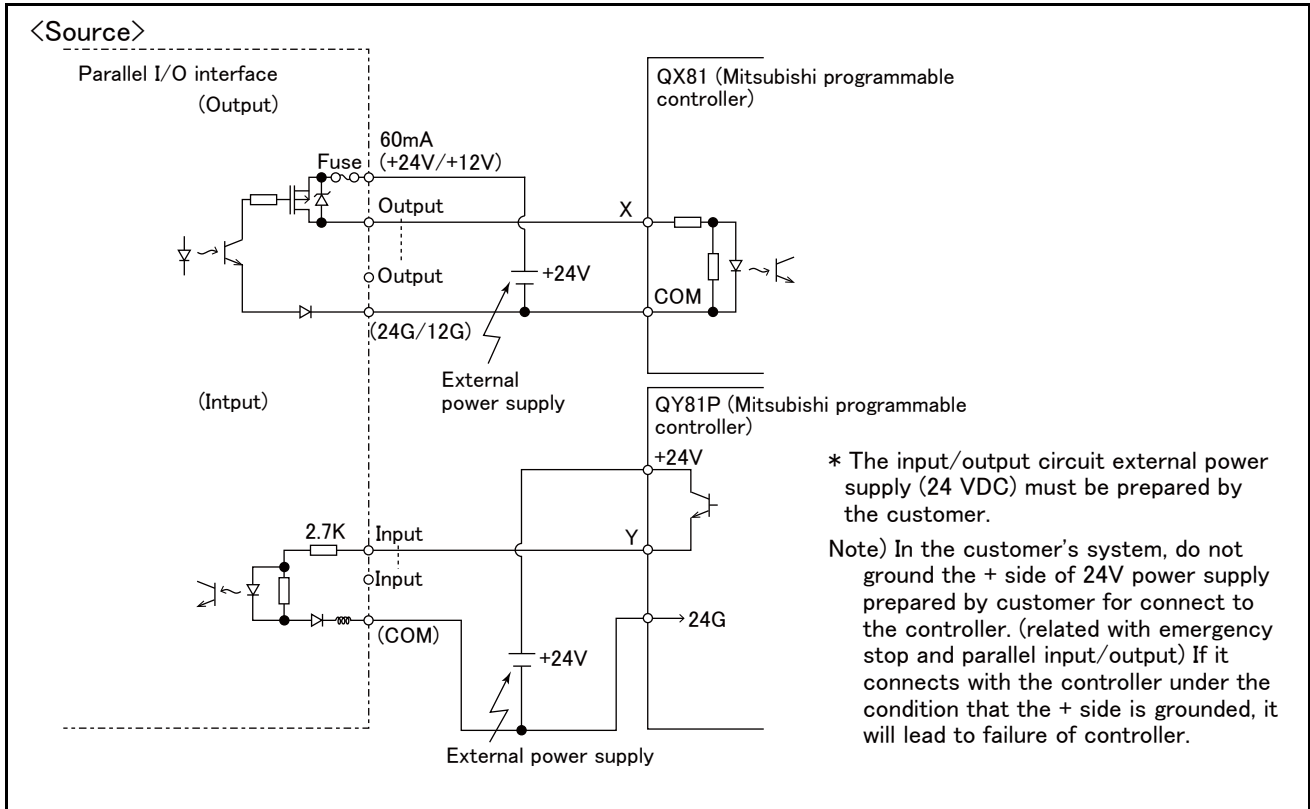 <Source>
Parallel I/O interface
(Output)
QX81 (Mitsubishi programmable
controller)
60mA
Fuse
(+24V/+12V)
Output
X
Output
+24V
COM
(24G/12G)
External
power supply
(Intput)
QY81P (Mitsubishi programmable
controller)
+24V
2.7K
Input
Y
Input
24G
(COM)
+24V
External power supply
* The input/output circuit external power
supply (24 VDC) must be prepared by
the customer.
Note) In the customer's system, do not
ground the + side of 24V power supply
prepared by customer for connect to
the controller. (related with emergency
stop and parallel input/output) If it
connects with the controller under the
condition that the + side is grounded, it
will lead to failure of controller.